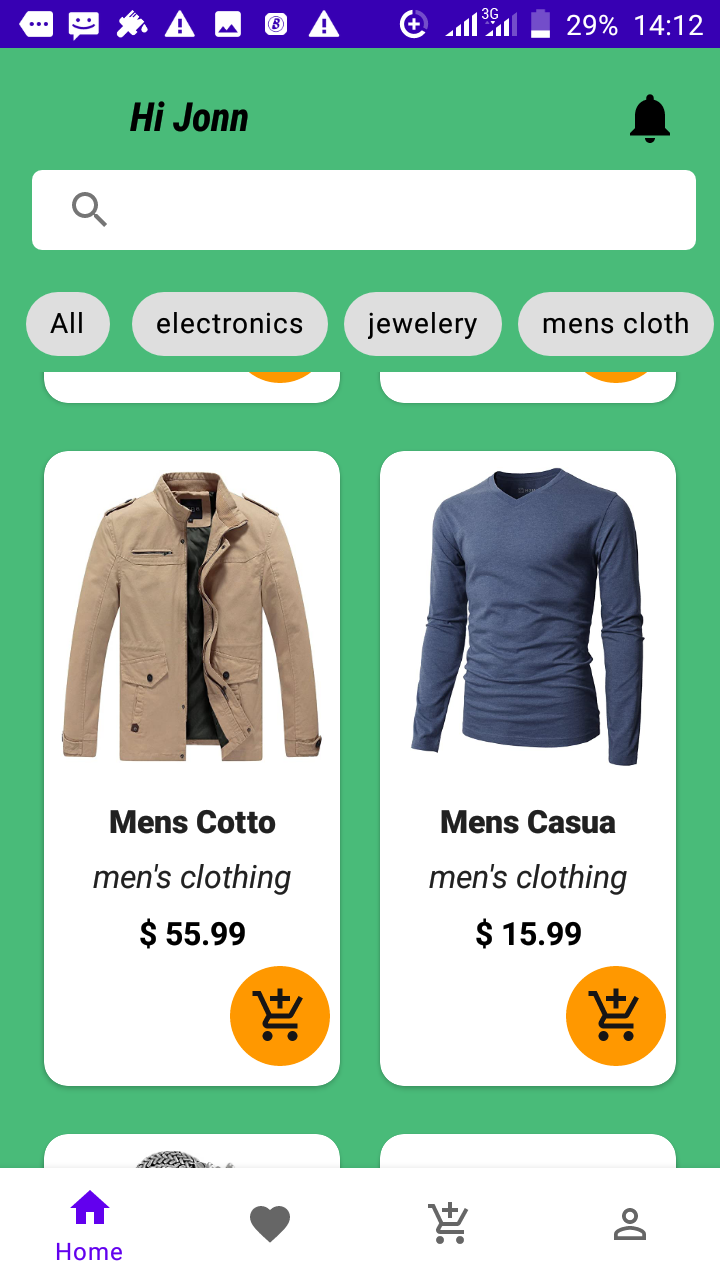 3G 29% 14:12
Hi Jonn
All electronics jewelery mens cloth
Mens Cotto Mens Casua
men's clothing men's clothing
$ 55.99 $ 15.99
Home